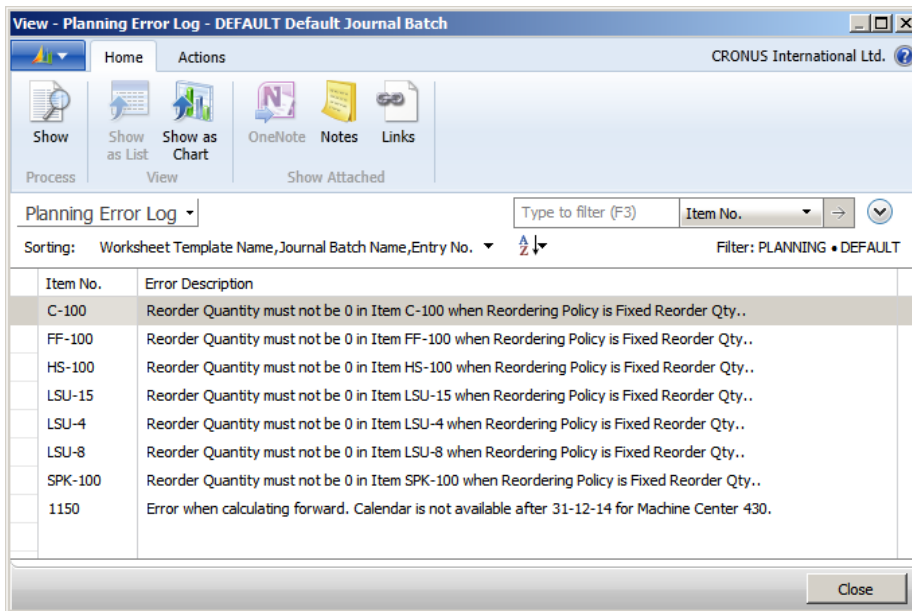 View - Planning Error Log - DEFAULT Default Journal Batch
Home Actions CRONUS International Ltd.
Show Show as List Show as Chart OneNote Notes Links
Process View Show Attached
Planning Error Log Type to filter (F3) Item No.
Sorting: Worksheet Template Name,Journal Batch Name,Entry No. Filter: PLANNING • DEFAULT
Item No. Error Description
C-100 Reorder Quantity must not be 0 in Item C-100 when Reordering Policy is Fixed Reorder Qty..
FF-100 Reorder Quantity must not be 0 in Item FF-100 when Reordering Policy is Fixed Reorder Qty..
HS-100 Reorder Quantity must not be 0 in Item HS-100 when Reordering Policy is Fixed Reorder Qty..
LSU-15 Reorder Quantity must not be 0 in Item LSU-15 when Reordering Policy is Fixed Reorder Qty..
LSU-4 Reorder Quantity must not be 0 in Item LSU-4 when Reordering Policy is Fixed Reorder Qty..
LSU-8 Reorder Quantity must not be 0 in Item LSU-8 when Reordering Policy is Fixed Reorder Qty..
SPK-100 Reorder Quantity must not be 0 in Item SPK-100 when Reordering Policy is Fixed Reorder Qty..
1150 Error when calculating forward. Calendar is not available after 31-12-14 for Machine Center 430.
Close